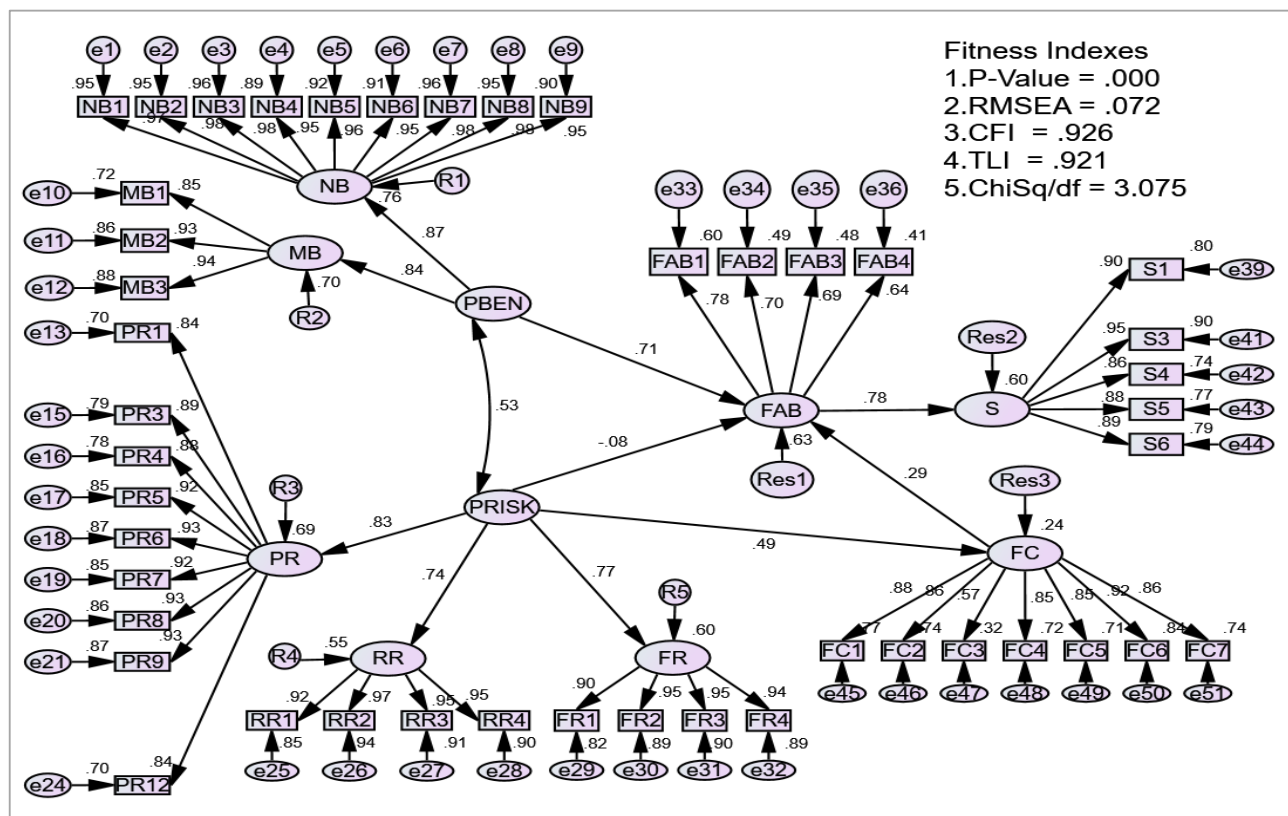 e1 e2 e3 e4 e5 e6 e7 e8 e9
.95 .95 .96 .89 .92 .91 .96 .95 .90
NB1 NB2 NB3 NB4 NB5 NB6 NB7 NB8 NB9
.97 .98 .98 .95 .96 .95 .98 .98 .95
NB
.76
R1
Fitness Indexes
1.P-Value = .000
2.RMSEA = .072
3.CFI = .926
4.TLI = .921
5.ChiSq/df = 3.075
e10 .72 MB1 .85
e11 .86 MB2 .93
e12 .88 MB3 .94
MB
.70
R2
.87
.84
PBEN
.71
.53
e33 e34 e35 e36
.60 .49 .48 .41
FAB1 FAB2 FAB3 FAB4
.78 .70 .69 .64
FAB
.63
Res1
.78
Res2
.60
S
.90 S1 .80 e39
.95 S3 .90 e41
.86 S4 .74 e42
.88 S5 .77 e43
.89 S6 .79 e44
e13 .70 PR1 .84
e15 .79 PR3 .89
e16 .78 PR4 .88
e17 .85 PR5 .92
e18 .87 PR6 .93
e19 .85 PR7 .92
e20 .86 PR8 .93
e21 .87 PR9 .93
e24 .70 PR12 .84
R3
.69
PR
.83
PRISK
-.08
.29
.49
.74
.77
R4
.55
RR
.92 .97 .95 .95
RR1 RR2 RR3 RR4
.85 .94 .91 .90
e25 e26 e27 e28
R5
.60
FR
.90 .95 .95 .94
FR1 FR2 FR3 FR4
.82 .89 .90 .89
e29 e30 e31 e32
Res3
.24
FC
.88 .86 .57 .85 .85 .92 .86
.77 .74 .32 .72 .71 .84 .74
FC1 FC2 FC3 FC4 FC5 FC6 FC7
e45 e46 e47 e48 e49 e50 e51